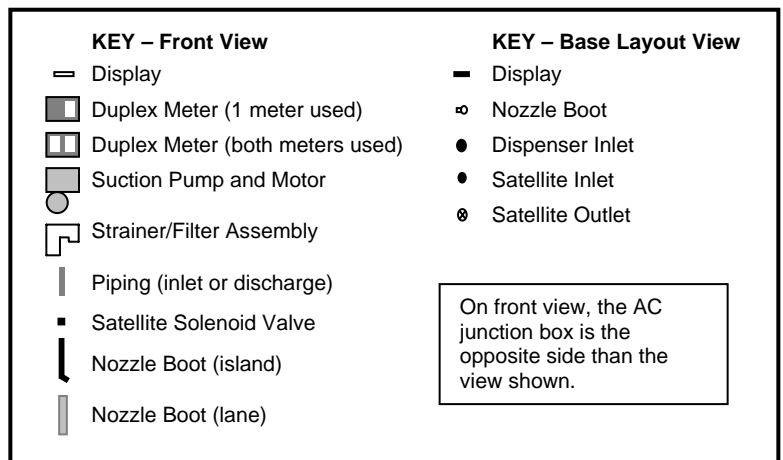 KEY – Front View
Display
Duplex Meter (1 meter used)
Duplex Meter (both meters used)
Suction Pump and Motor
Strainer/Filter Assembly
Piping (inlet or discharge)
Satellite Solenoid Valve
Nozzle Boot (island)
Nozzle Boot (lane)
KEY – Base Layout View
Display
Nozzle Boot
Dispenser Inlet
Satellite Inlet
Satellite Outlet
On front view, the AC
junction box is the
opposite side than the
view shown.